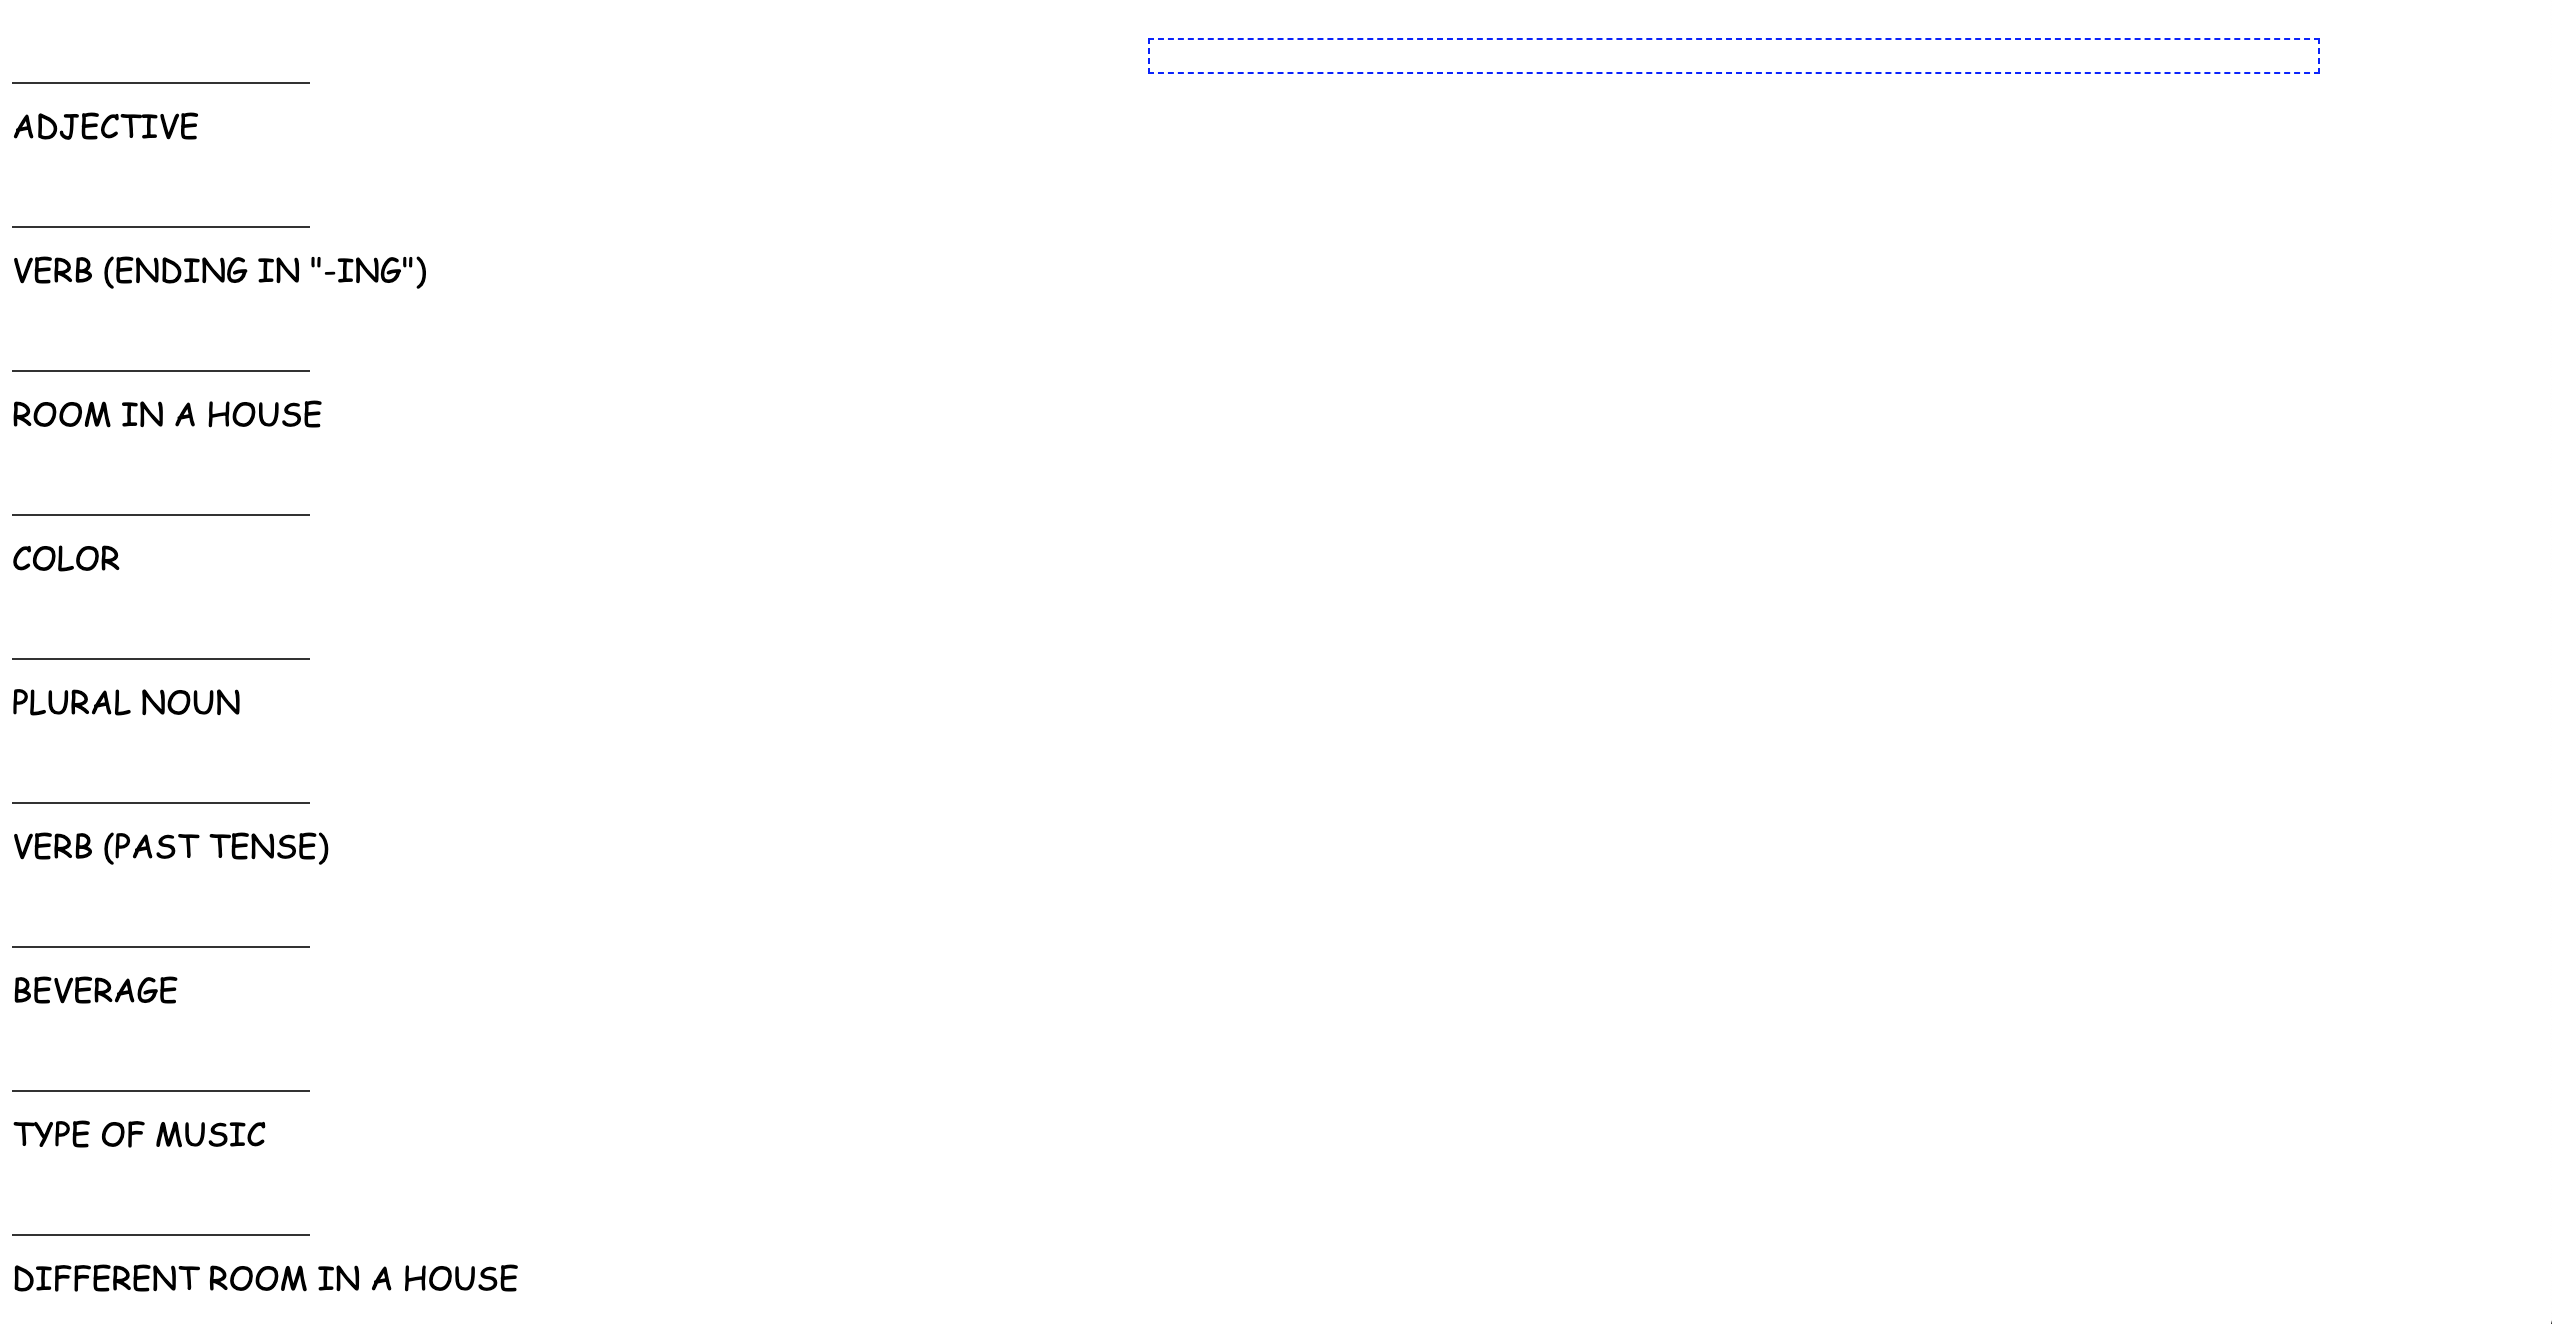 ADJECTIVE
VERB (ENDING IN "-ING")
ROOM IN A HOUSE
COLOR
PLURAL NOUN
VERB (PAST TENSE)
BEVERAGE
TYPE OF MUSIC
DIFFERENT ROOM IN A HOUSE